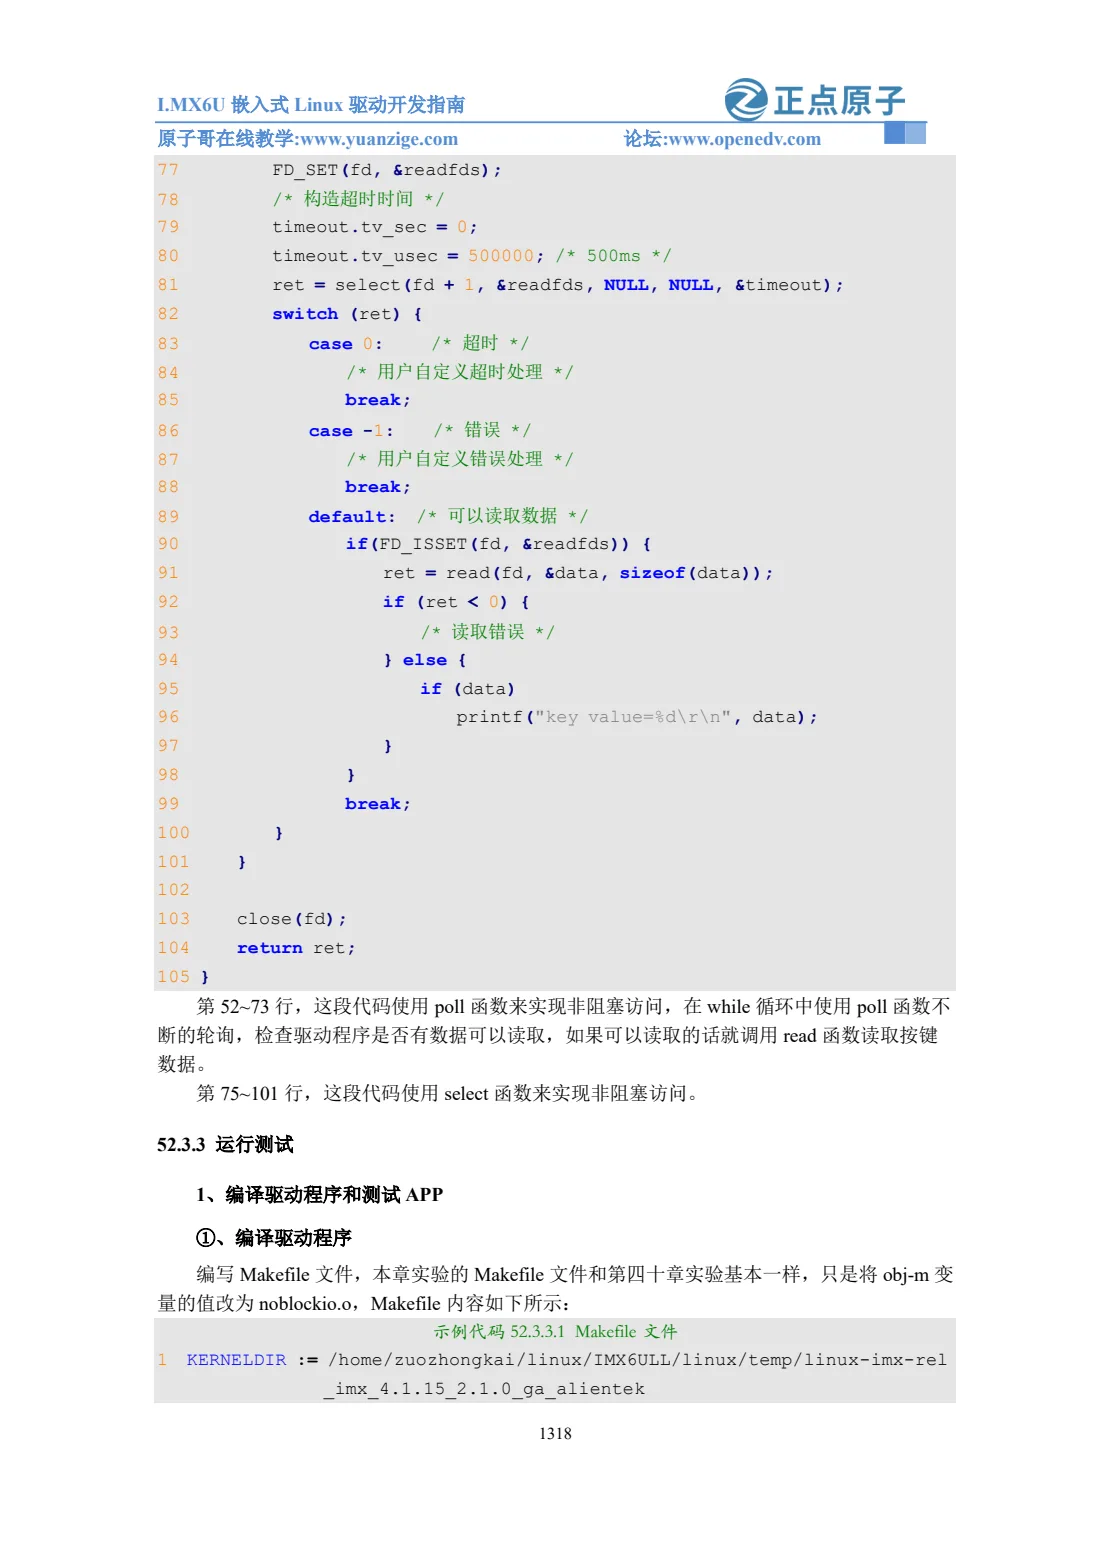 I.MX6U 嵌入式 Linux 驱动开发指南
正点原子
原子哥在线教学:www.yuanzige.com 论坛:www.openedv.com
77 FD_SET(fd, &readfds);
78 /* 构造超时时间 */
79 timeout.tv_sec = 0;
80 timeout.tv_usec = 500000; /* 500ms */
81 ret = select(fd + 1, &readfds, NULL, NULL, &timeout);
82 switch (ret) {
83 case 0: /* 超时 */
84 /* 用户自定义超时处理 */
85 break;
86 case -1: /* 错误 */
87 /* 用户自定义错误处理 */
88 break;
89 default: /* 可以读取数据 */
90 if(FD_ISSET(fd, &readfds)) {
91 ret = read(fd, &data, sizeof(data));
92 if (ret < 0) {
93 /* 读取错误 */
94 } else {
95 if (data)
96 printf("key value=%d\r\n", data);
97 }
98 }
99 break;
100 }
101 }
102
103 close(fd);
104 return ret;
105 }
第 52~73 行，这段代码使用 poll 函数来实现非阻塞访问，在 while 循环中使用 poll 函数不
断的轮询，检查驱动程序是否有数据可以读取，如果可以读取的话就调用 read 函数读取按键
数据。
第 75~101 行，这段代码使用 select 函数来实现非阻塞访问。
52.3.3 运行测试
1、编译驱动程序和测试 APP
①、编译驱动程序
编写 Makefile 文件，本章实验的 Makefile 文件和第四十章实验基本一样，只是将 obj-m 变
量的值改为 noblockio.o，Makefile 内容如下所示：
示例代码 52.3.3.1 Makefile 文件
1 KERNELDIR := /home/zuozhongkai/linux/IMX6ULL/linux/temp/linux-imx-rel
_imx_4.1.15_2.1.0_ga_alientek
1318